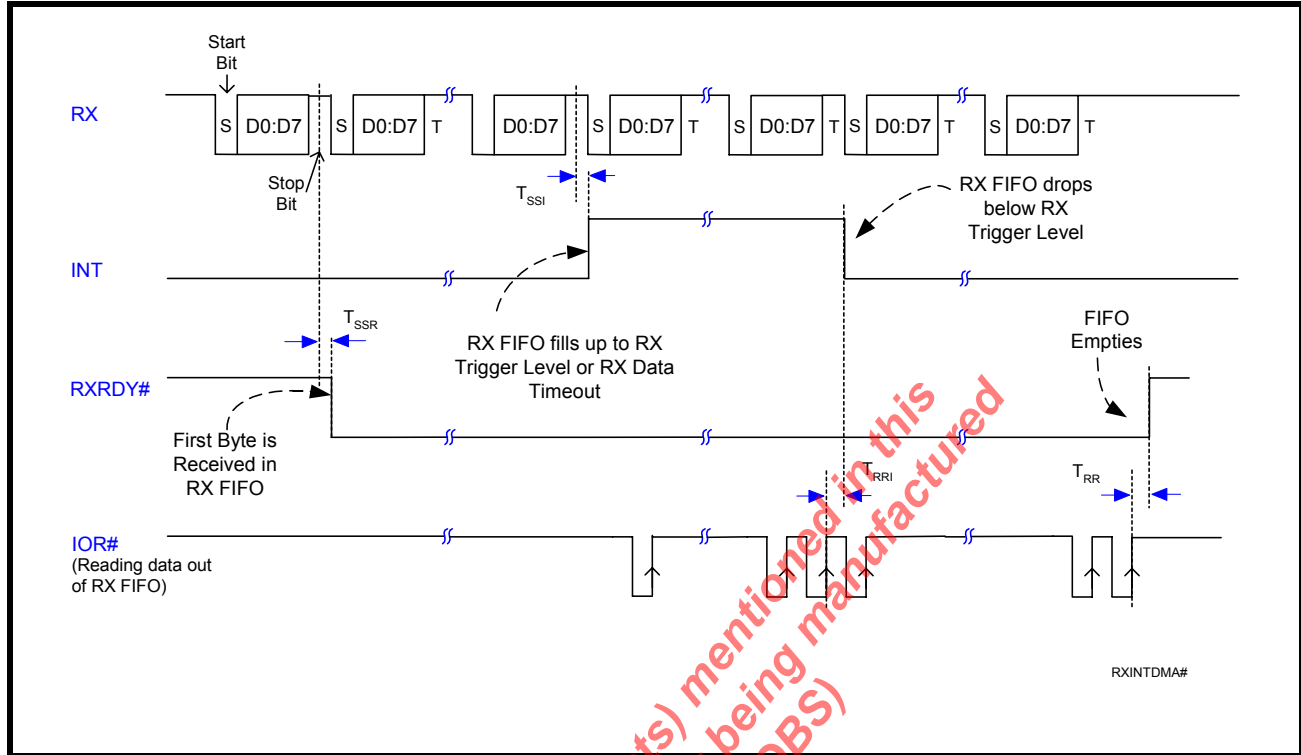 Start
Bit
RX
S D0:D7 S D0:D7 T D0:D7 S D0:D7 T D0:D7 T S D0:D7 T S D0:D7 T
Stop
Bit
TSSI
RX FIFO drops
below RX
Trigger Level
INT
TSSR
RX FIFO fills up to RX
Trigger Level or RX Data
Timeout
FIFO
Empties
RXRDY#
First Byte is
Received in
RX FIFO
TRRI
TRR
IOR#
(Reading data out
of RX FIFO)
RXINTDMA#
ts) mentioned in this
being manufactured
OBS)